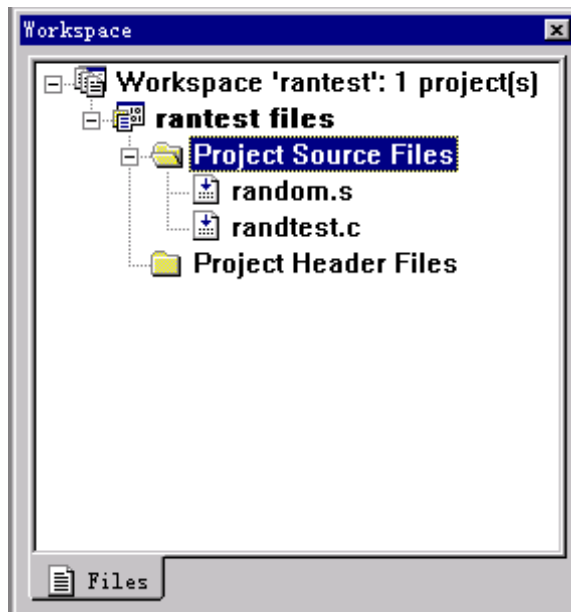 Workspace
Workspace 'rantest': 1 project(s)
rantest files
Project Source Files
random.s
randtest.c
Project Header Files
Files